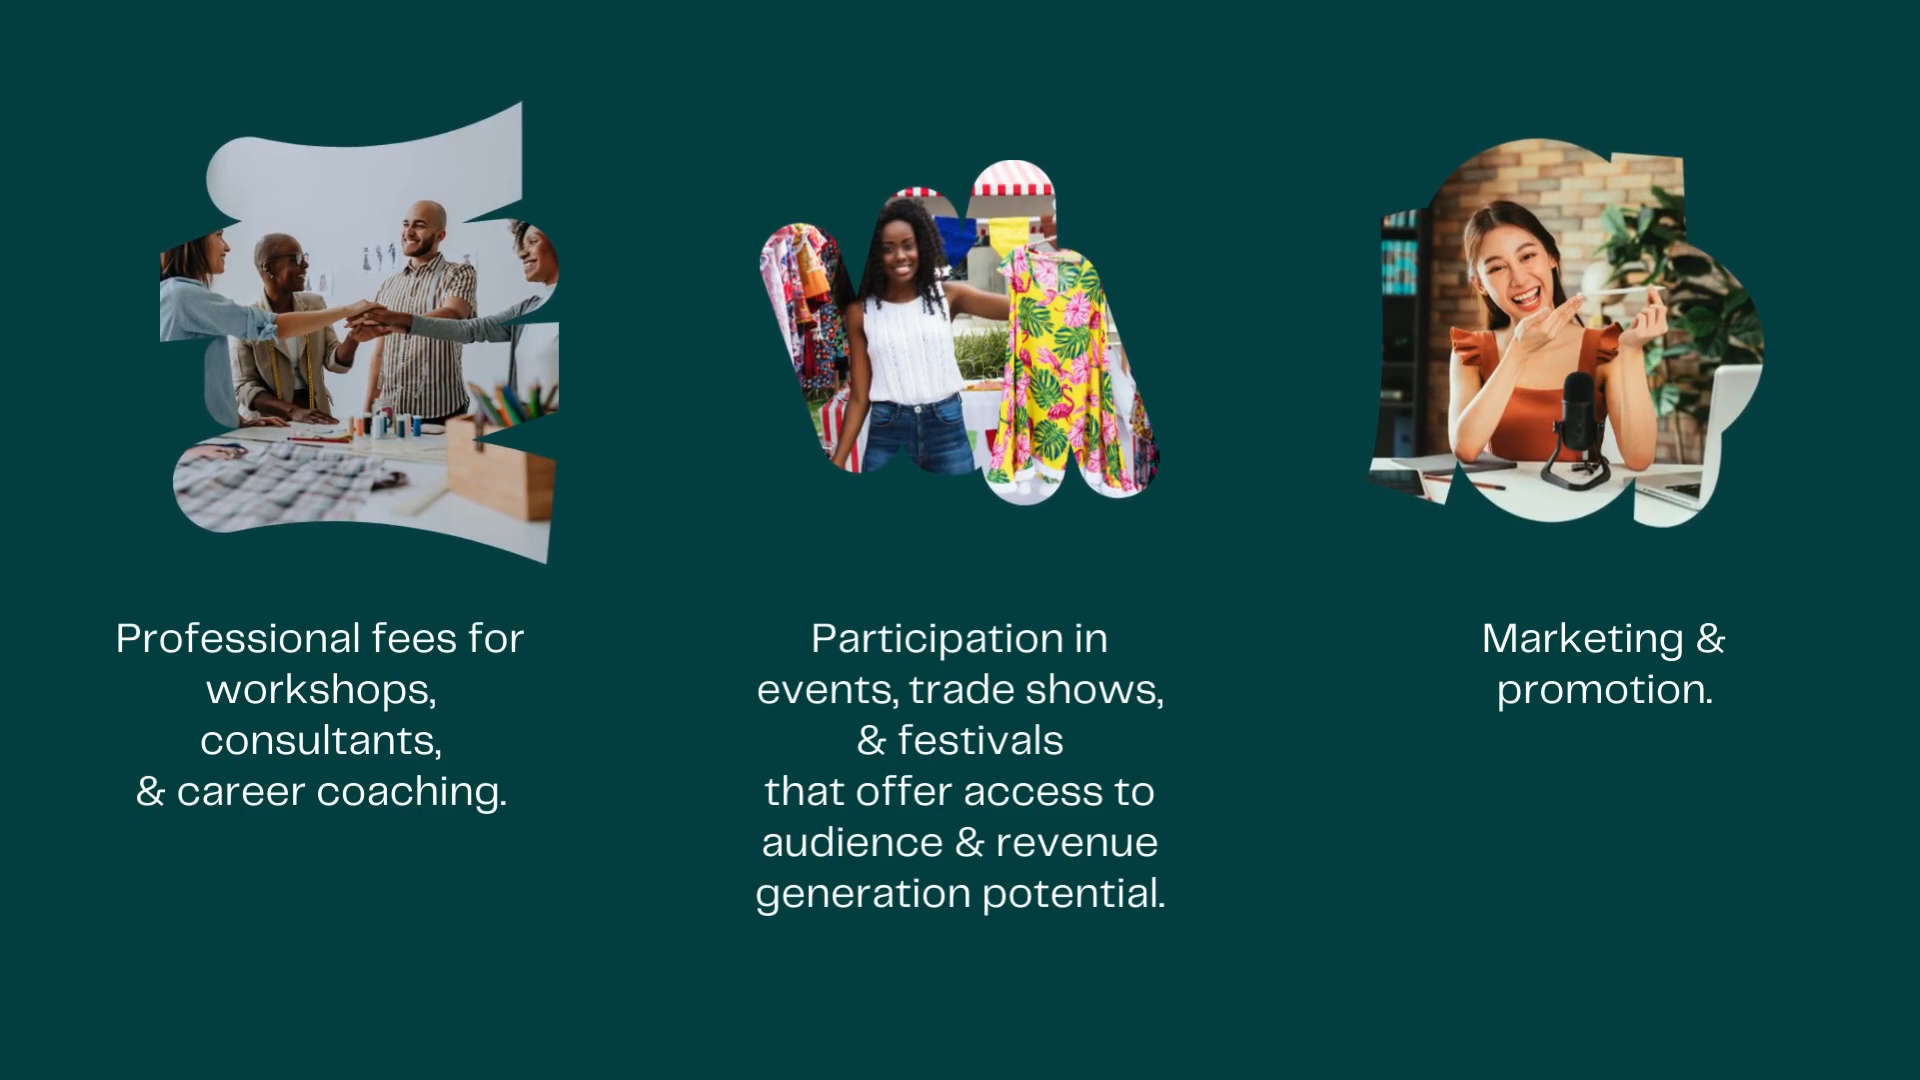 Professional fees for
workshops,
consultants,
& career coaching.
Participation in
events, trade shows,
& festivals
that offer access to
audience & revenue
generation potential.
Marketing &
promotion.